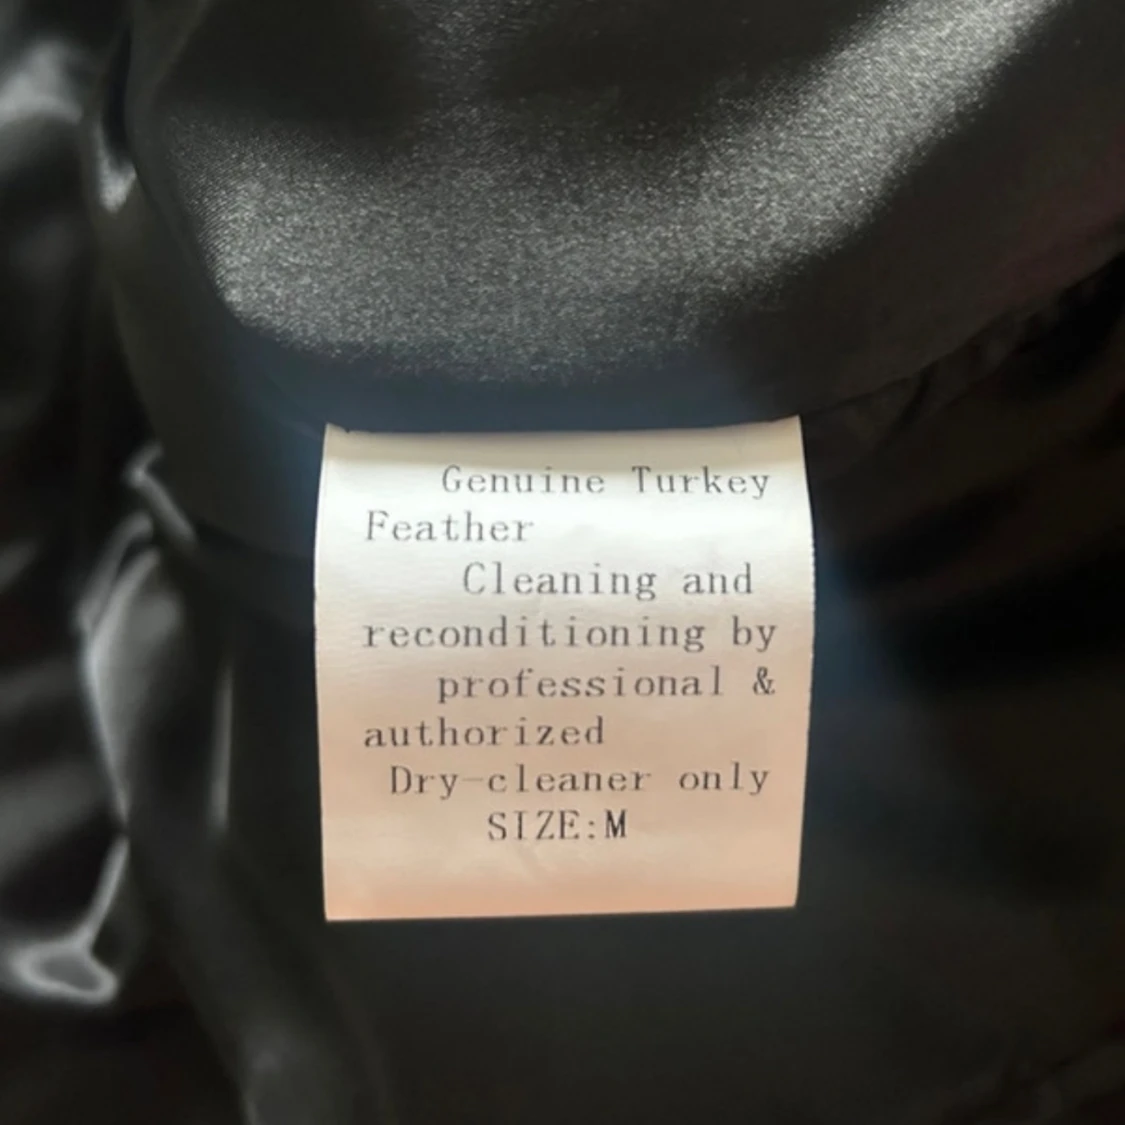 Genuine Turkey
Feather
Cleaning and
reconditioning by
professional &
authorized
Dry-cleaner only
SIZE:M